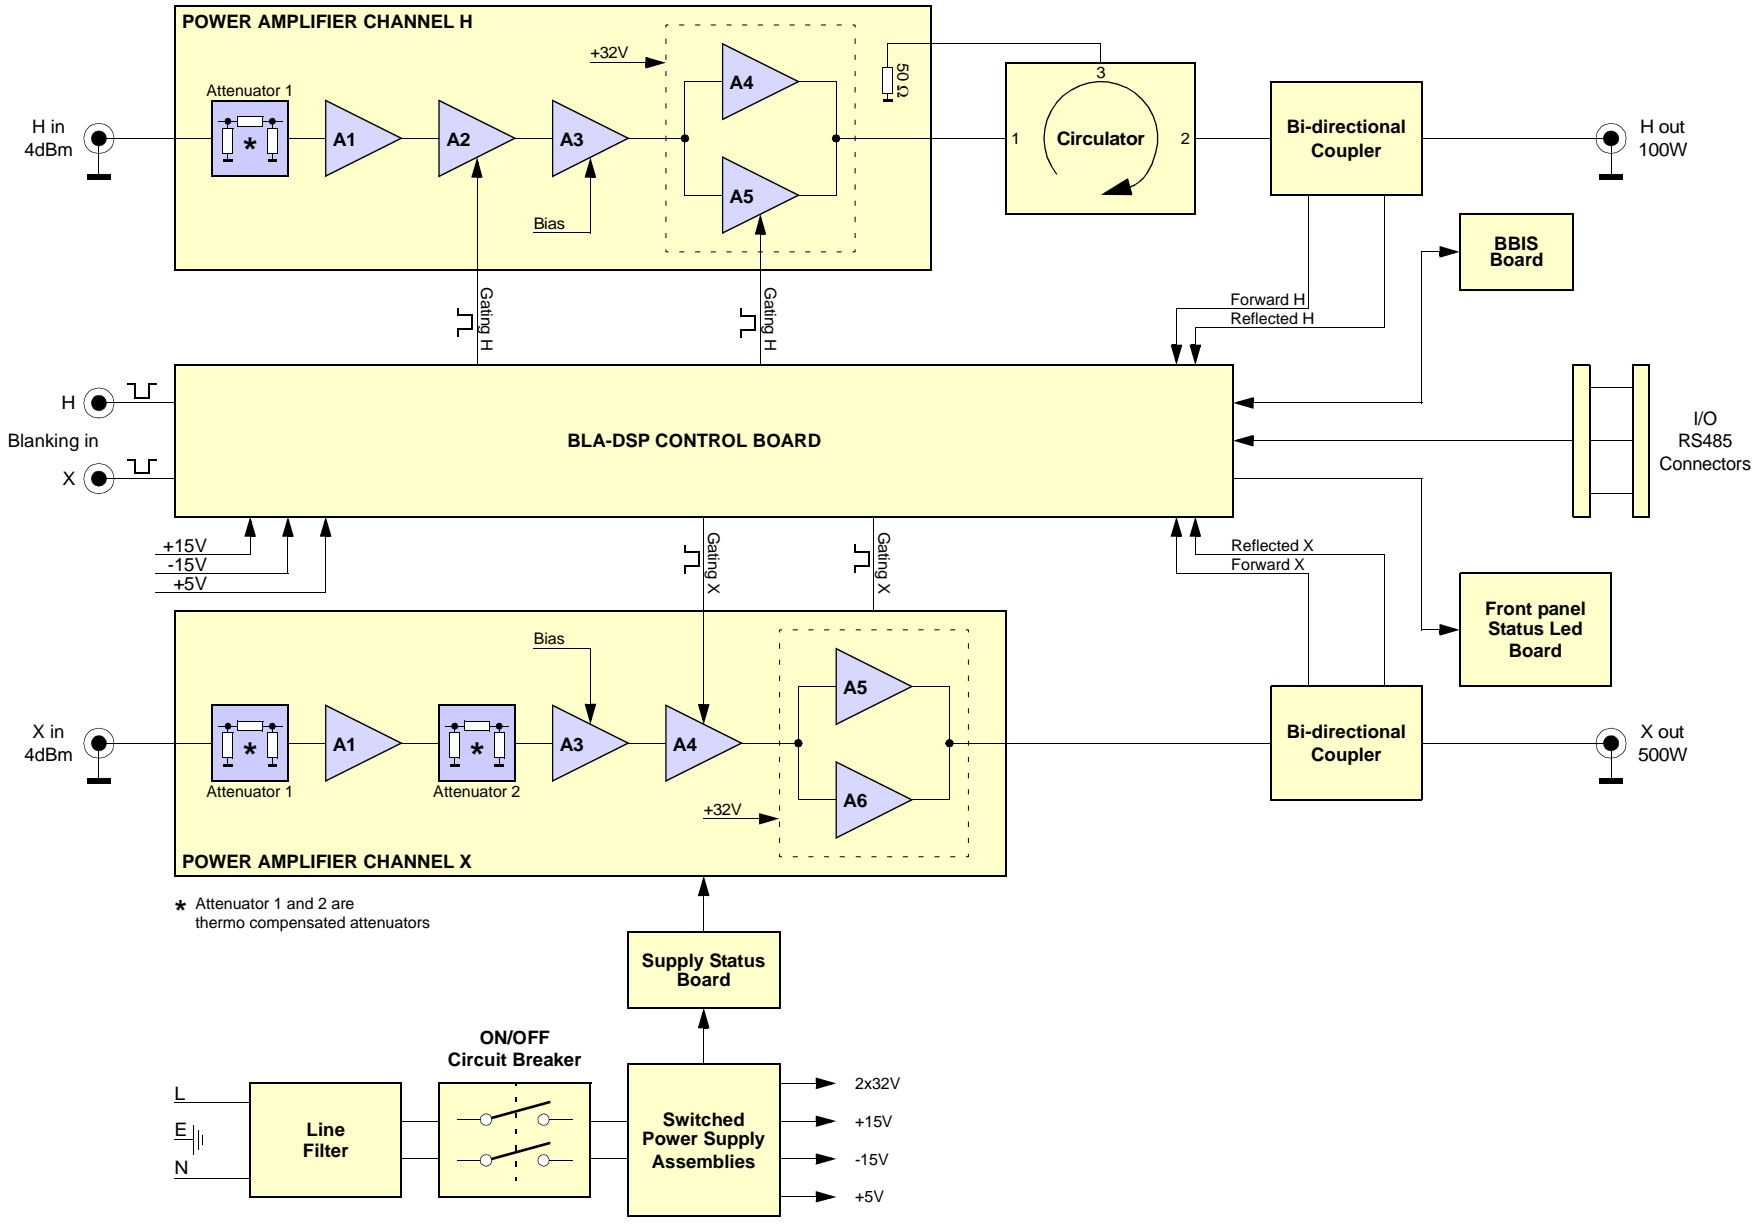 POWER AMPLIFIER CHANNEL H
+32V
Attenuator 1
*
A1
A2
A3
A4
A5
Bias
50 Ω
H in
4dBm
1
2
3
Circulator
Bi-directional
Coupler
H out
100W
BBIS
Board
Gating H
Gating H
Forward H
Reflected H
H
Blanking in
X
BLA-DSP CONTROL BOARD
I/O
RS485
Connectors
+15V
-15V
+5V
Gating X
Gating X
Reflected X
Forward X
Front panel
Status Led
Board
X in
4dBm
*
Attenuator 1
A1
*
Attenuator 2
Bias
A3
A4
A5
A6
+32V
POWER AMPLIFIER CHANNEL X
Bi-directional
Coupler
X out
500W
* Attenuator 1 and 2 are
thermo compensated attenuators
Supply Status
Board
ON/OFF
Circuit Breaker
L
E
N
Line
Filter
Switched
Power Supply
Assemblies
2x32V
+15V
-15V
+5V